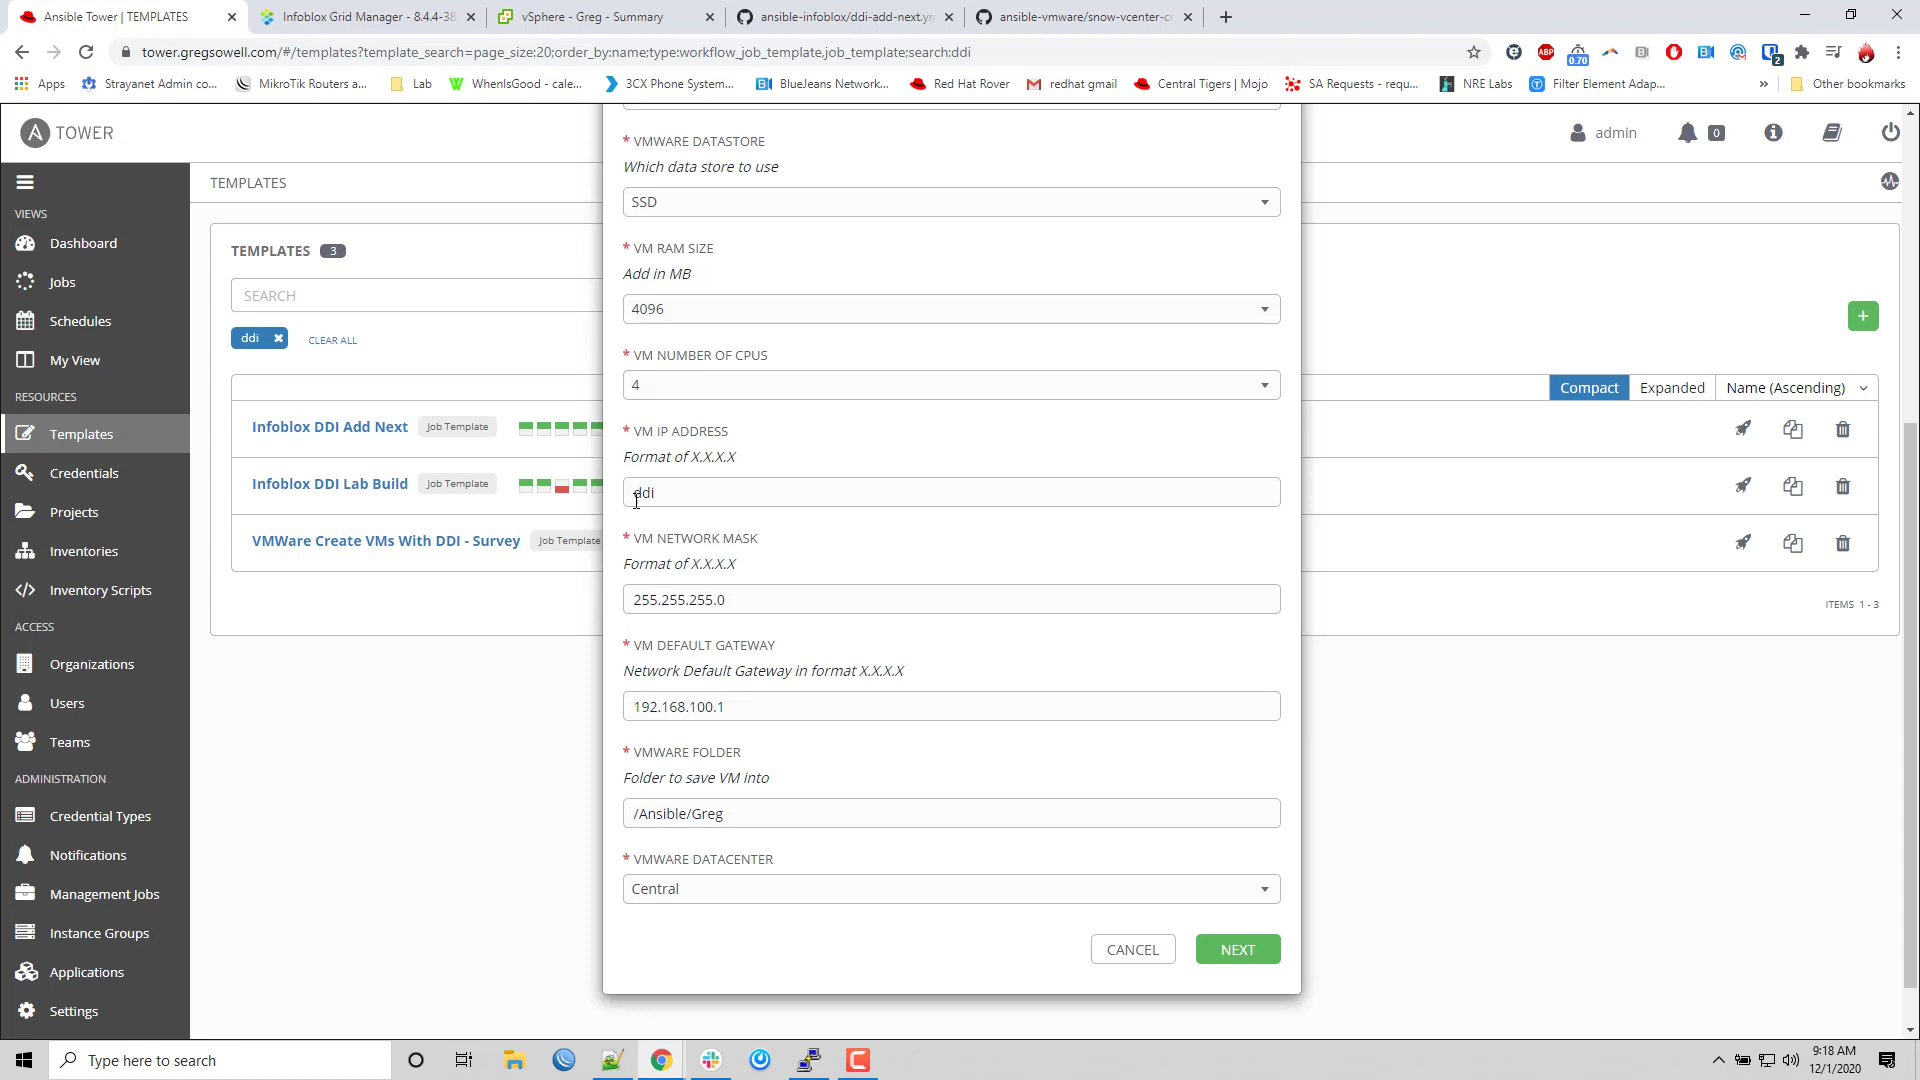 Ansible Tower | TEMPLATES
Infoblox Grid Manager - 8.4.4-38
vSphere - Greg - Summary
ansible-infoblox/ddi-add-next.ym
ansible-vmware/snow-vcenter-cr
tower.gregsowell.com/#/templates?template_search=page_size:20;order_by:name;type:workflow_job_template,job_template;search:ddi
ABP
0.70
2
Apps
Strayanet Admin co...
MikroTik Routers a...
Lab
WhenIsGood - cale...
3CX Phone System...
BlueJeans Network...
Red Hat Rover
redhat gmail
Central Tigers | Mojo
SA Requests - requ...
NRE Labs
Filter Element Adap...
»
Other bookmarks
A TOWER
admin
0
VIEWS
Dashboard
Jobs
Schedules
My View
RESOURCES
Templates
Credentials
Projects
Inventories
Inventory Scripts
ACCESS
Organizations
Users
Teams
ADMINISTRATION
Credential Types
Notifications
Management Jobs
Instance Groups
Applications
Settings
TEMPLATES
TEMPLATES 3
SEARCH
ddi
CLEAR ALL
Compact
Expanded
Name (Ascending)
Infoblox DDI Add Next Job Template
Infoblox DDI Lab Build Job Template
VMWare Create VMs With DDI - Survey Job Template
ITEMS 1 - 3
* VMWARE DATASTORE
Which data store to use
SSD
* VM RAM SIZE
Add in MB
4096
* VM NUMBER OF CPUS
4
* VM IP ADDRESS
Format of X.X.X.X
ddi
* VM NETWORK MASK
Format of X.X.X.X
255.255.255.0
* VM DEFAULT GATEWAY
Network Default Gateway in format X.X.X.X
192.168.100.1
* VMWARE FOLDER
Folder to save VM into
/Ansible/Greg
* VMWARE DATACENTER
Central
CANCEL
NEXT
Type here to search
9:18 AM
12/1/2020